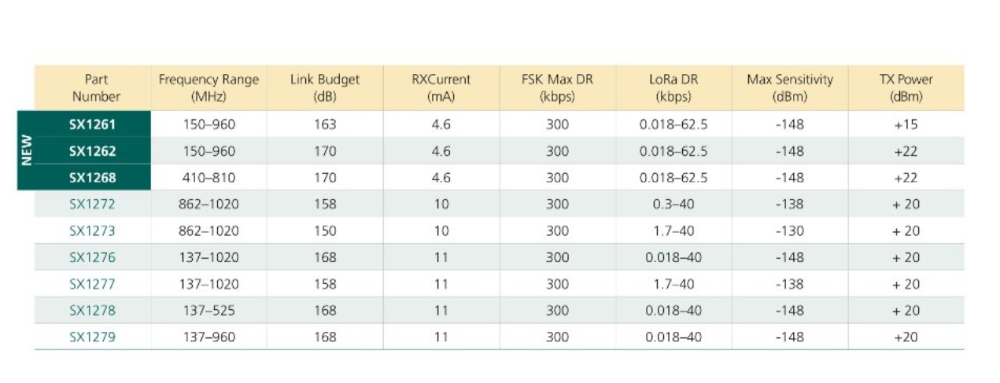 Part Number Frequency Range (MHz) Link Budget (dB) RXCurrent (mA) FSK Max DR (kbps) LoRa DR (kbps) Max Sensitivity (dBm) TX Power (dBm)
NEW
SX1261 150–960 163 4.6 300 0.018–62.5 -148 +15
SX1262 150–960 170 4.6 300 0.018–62.5 -148 +22
SX1268 410–810 170 4.6 300 0.018–62.5 -148 +22
SX1272 862–1020 158 10 300 0.3–40 -138 + 20
SX1273 862–1020 150 10 300 1.7–40 -130 + 20
SX1276 137–1020 168 11 300 0.018–40 -148 + 20
SX1277 137–1020 158 11 300 1.7–40 -138 + 20
SX1278 137–525 168 11 300 0.018–40 -148 + 20
SX1279 137–960 168 11 300 0.018–40 -148 +20